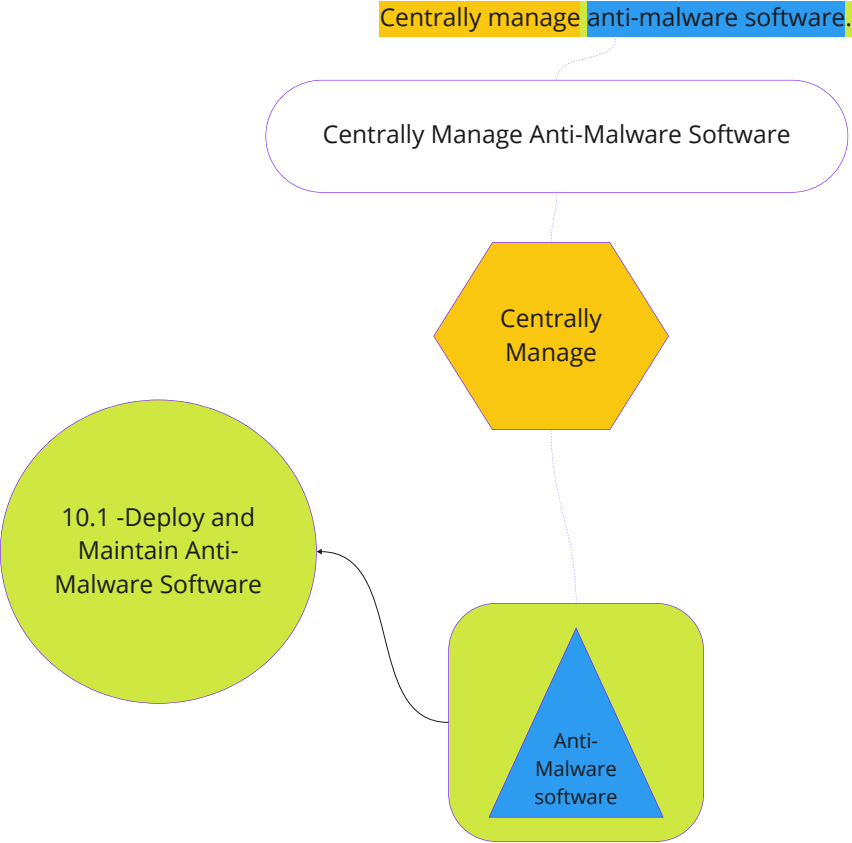 Centrally manage anti-malware software.
Centrally Manage Anti-Malware Software
Centrally
Manage
10.1 -Deploy and
Maintain Anti-
Malware Software
Anti-
Malware
software